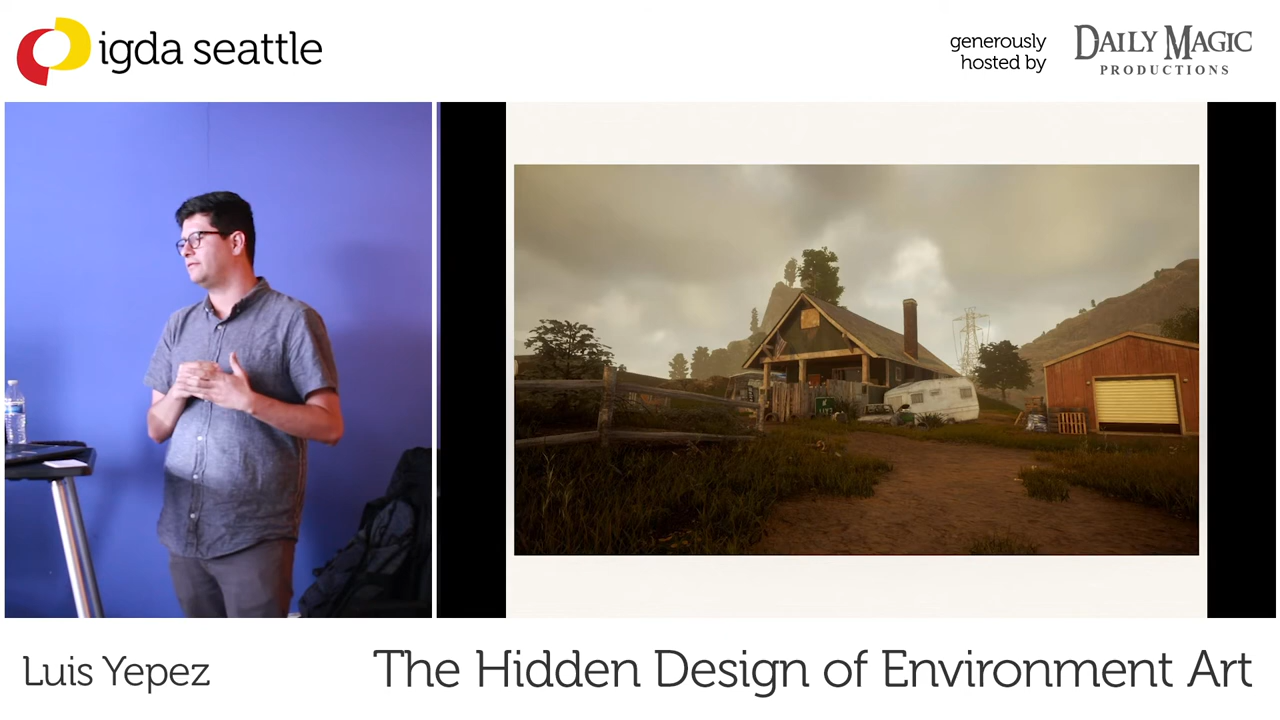 igda seattle
generously
hosted by
DAILY MAGIC
PRODUCTIONS
Luis Yepez
The Hidden Design of Environment Art